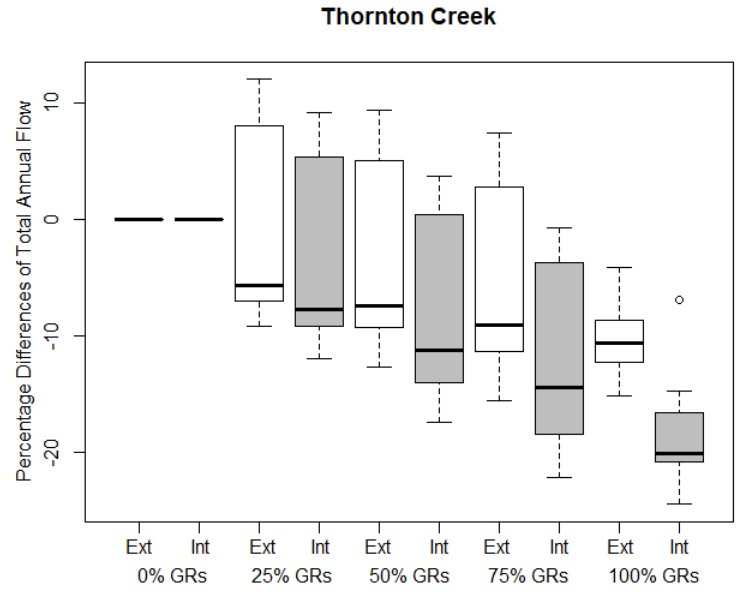 Thornton Creek
Percentage Differences of Total Annual Flow
10
0
-10
-20
Ext Int Ext Int Ext Int Ext Int Ext Int
0% GRs 25% GRs 50% GRs 75% GRs 100% GRs